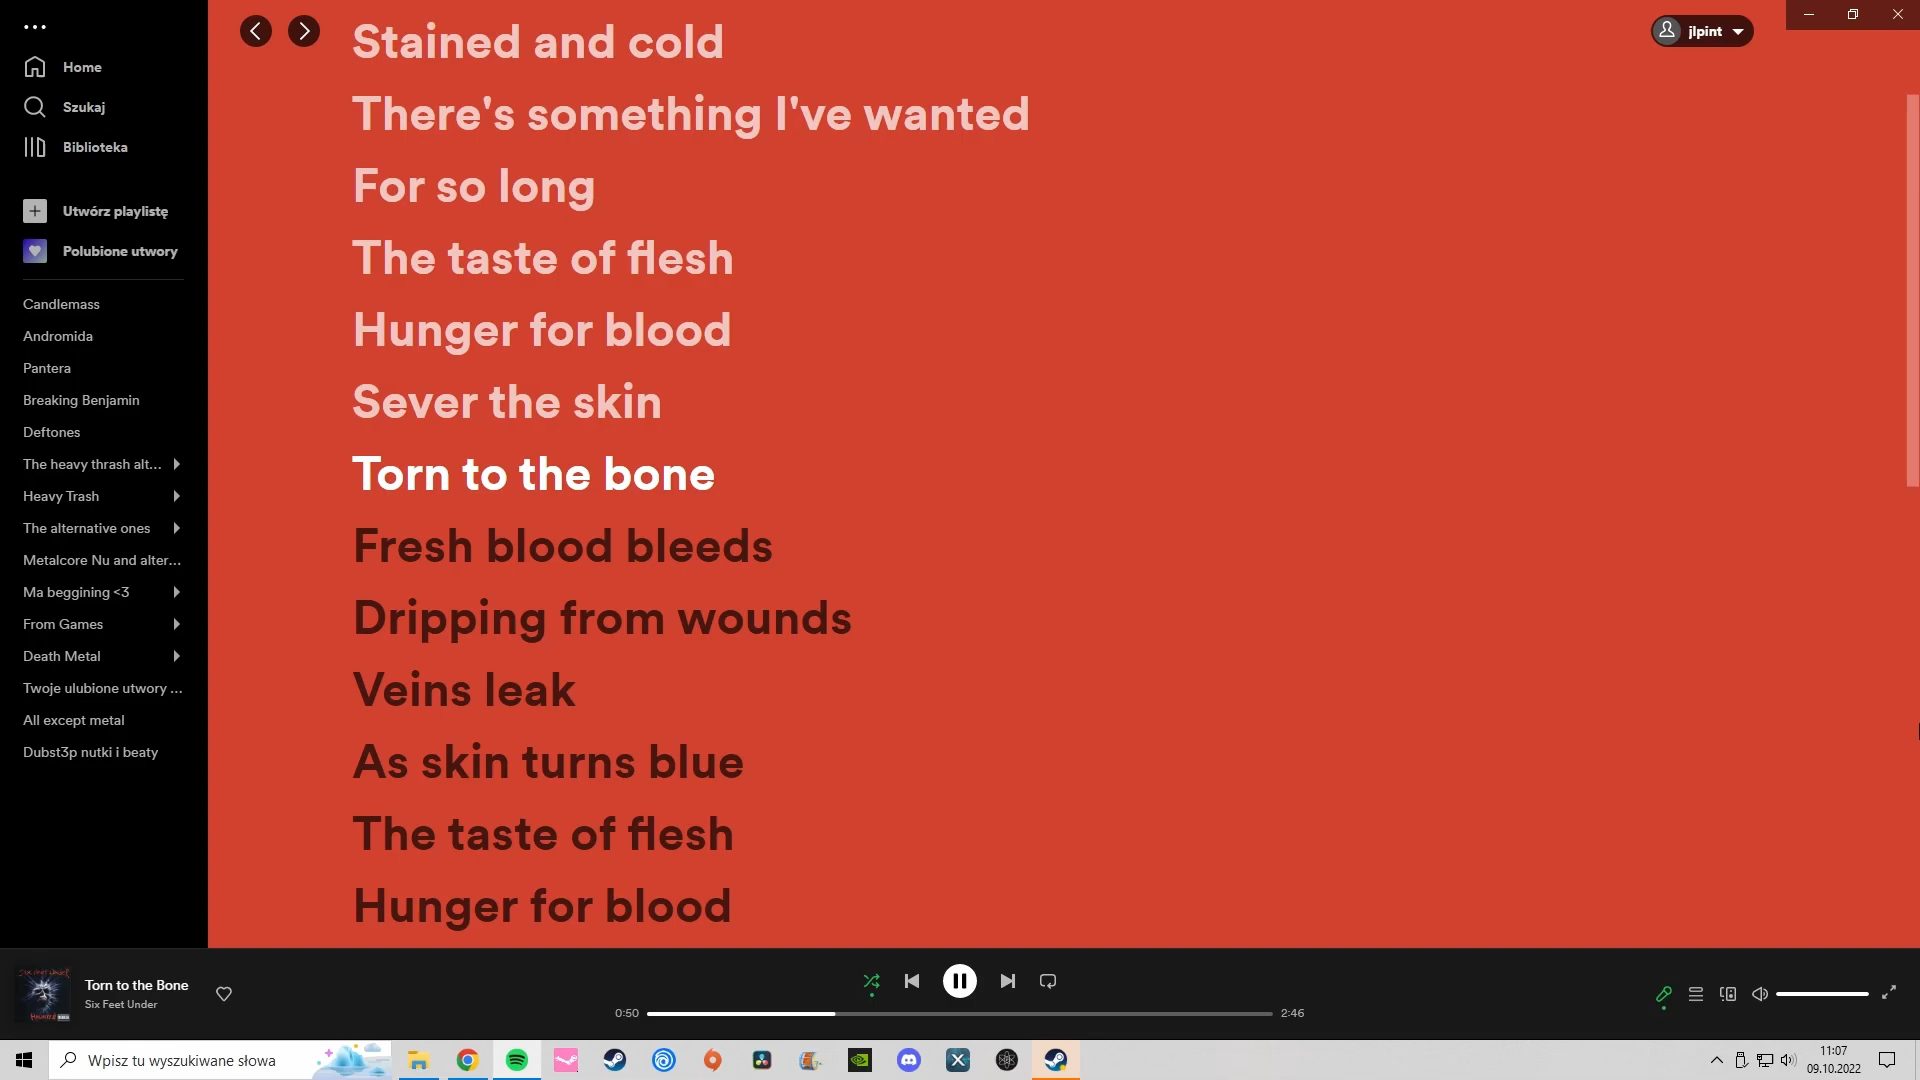 Home
Szukaj
Biblioteka
Utwórz playlistę
Polubione utwory
Candlemass
Andromida
Pantera
Breaking Benjamin
Deftones
The heavy thrash alt...
Heavy Trash
The alternative ones
Metalcore Nu and alter...
Ma beggining <3
From Games
Death Metal
Twoje ulubione utwory ...
All except metal
Dubst3p nutki i beaty
jlpint
Stained and cold
There's something I've wanted
For so long
The taste of flesh
Hunger for blood
Sever the skin
Torn to the bone
Fresh blood bleeds
Dripping from wounds
Veins leak
As skin turns blue
The taste of flesh
Hunger for blood
Torn to the Bone
Six Feet Under
0:50
2:46
Wpisz tu wyszukiwane słowa
11:07
09.10.2022